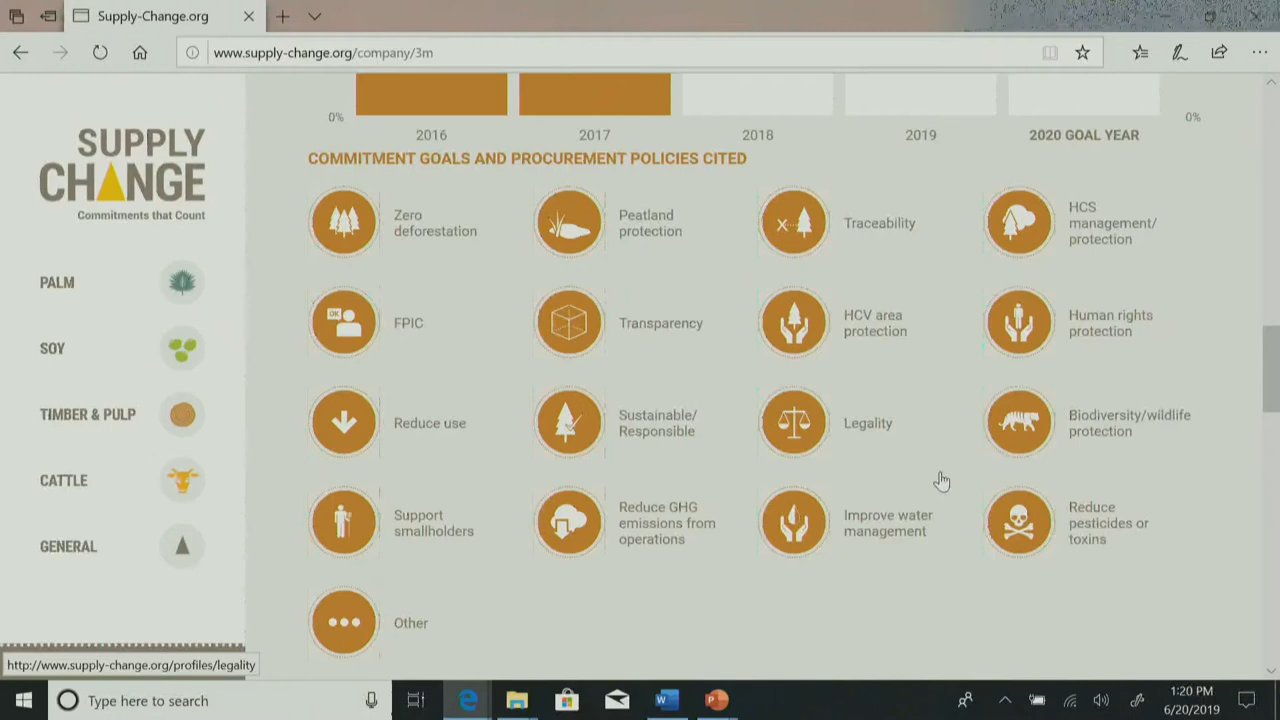 Supply-Change.org
www.supply-change.org/company/3m
0%
0%
2016
2017
2018
2019
2020 GOAL YEAR
COMMITMENT GOALS AND PROCUREMENT POLICIES CITED
SUPPLY
CHANGE
Commitments that Count
PALM
SOY
TIMBER & PULP
CATTLE
GENERAL
Zero
deforestation
Peatland
protection
X
Traceability
HCS
management/
protection
OK
FPIC
Transparency
HCV area
protection
Human rights
protection
Reduce use
Sustainable/
Responsible
Legality
Biodiversity/wildlife
protection
Support
smallholders
Reduce GHG
emissions from
operations
Improve water
management
Reduce
pesticides or
toxins
Other
http://www.supply-change.org/profiles/legality
Type here to search
W
P
1:20 PM
6/20/2019